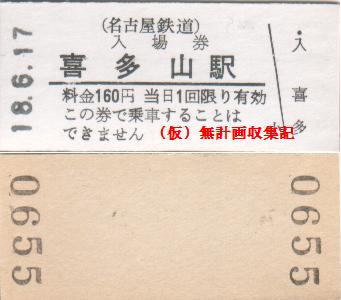 18.6.17
(名古屋鉄道)
入場券
喜多山駅
料金160円 当日1回限り有効
この券で乗車することは
できません
(仮)無計画収集記
・入
喜
多
0655
0655